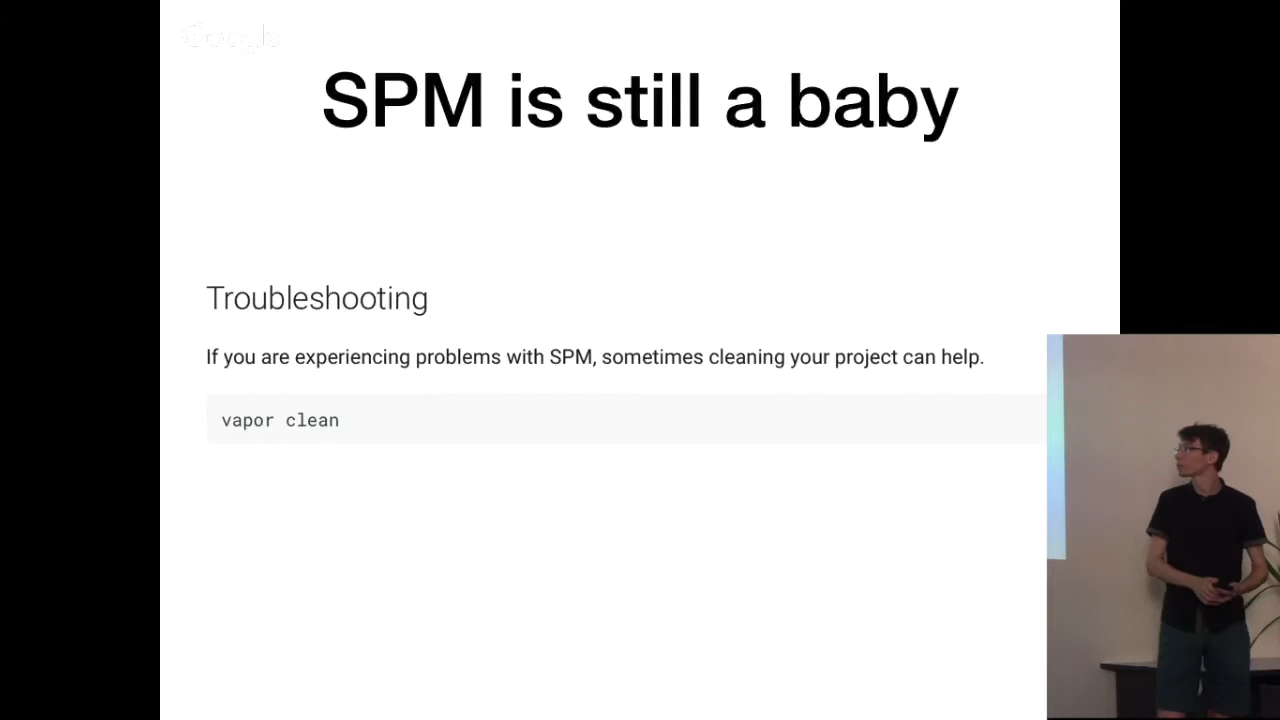 Google
SPM is still a baby
Troubleshooting
If you are experiencing problems with SPM, sometimes cleaning your project can help.
vapor clean